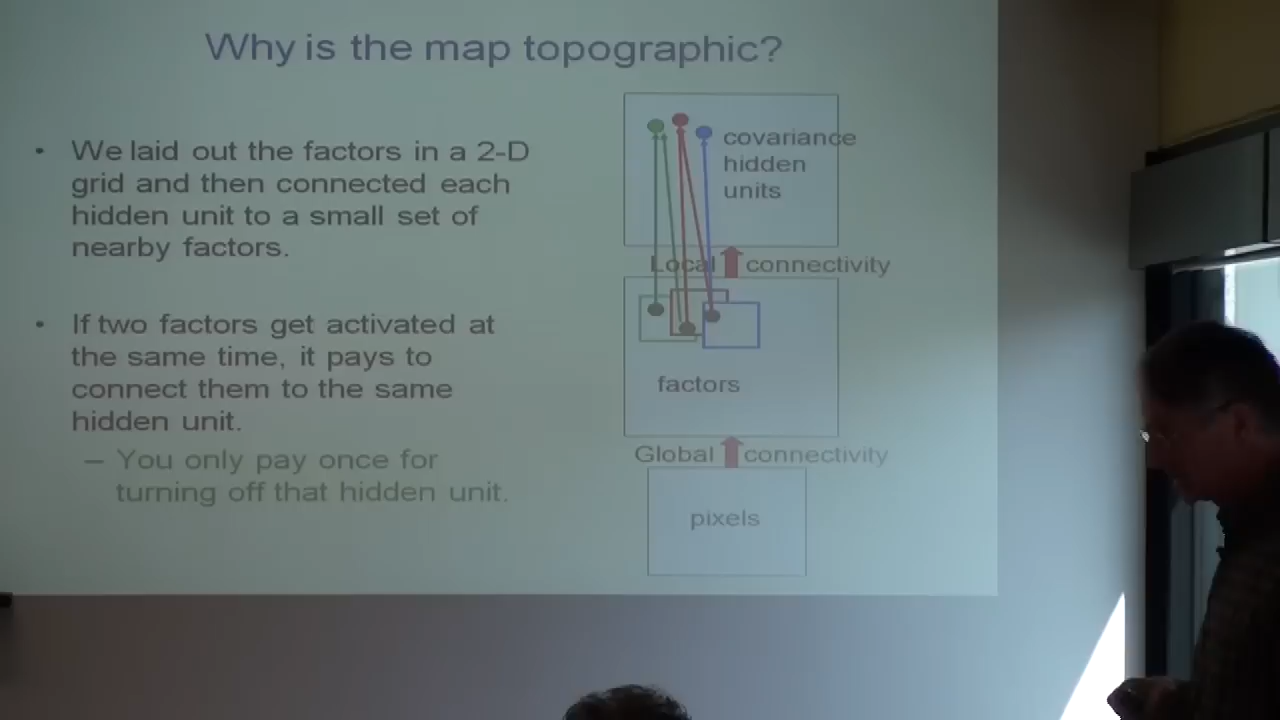 Why is the map topographic?
• We laid out the factors in a 2-D
grid and then connected each
hidden unit to a small set of
nearby factors.
• If two factors get activated at
the same time, it pays to
connect them to the same
hidden unit.
– You only pay once for
turning off that hidden unit.
covariance
hidden
units
Local connectivity
factors
Global connectivity
pixels